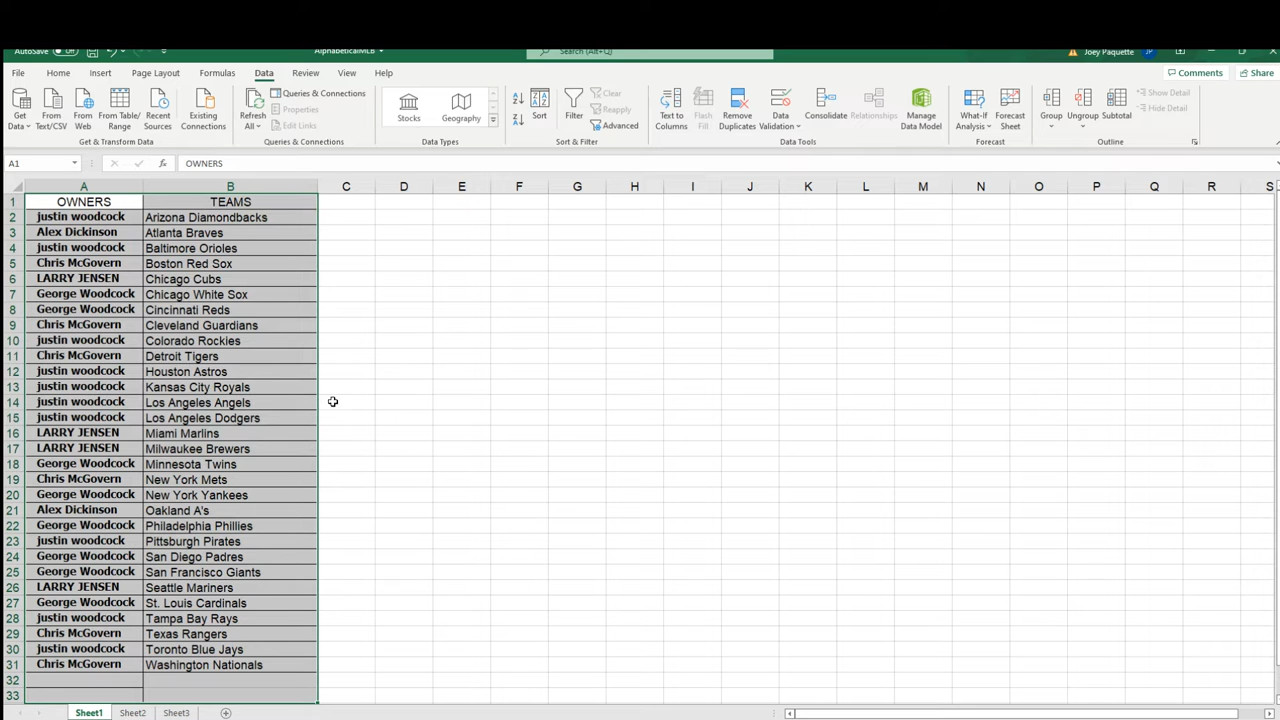 AutoSave Off AlphabeticalMLB Search (Alt+Q) Joey Paquette JP
File Home Insert Page Layout Formulas Data Review View Help Comments Share
Get Data From Text/CSV From Web From Table/Range Recent Sources Existing Connections Refresh All Queries & Connections Properties Edit Links Stocks Geography Sort Filter Clear Reapply Advanced Text to Columns Flash Fill Remove Duplicates Data Validation Consolidate Relationships Manage Data Model What-If Analysis Forecast Sheet Group Ungroup Subtotal Show Detail Hide Detail
Get & Transform Data Queries & Connections Data Types Sort & Filter Data Tools Forecast Outline
A1 fx OWNERS
A B C D E F G H I J K L M N O P Q R S
1 OWNERS TEAMS
2 justin woodcock Arizona Diamondbacks
3 Alex Dickinson Atlanta Braves
4 justin woodcock Baltimore Orioles
5 Chris McGovern Boston Red Sox
6 LARRY JENSEN Chicago Cubs
7 George Woodcock Chicago White Sox
8 George Woodcock Cincinnati Reds
9 Chris McGovern Cleveland Guardians
10 justin woodcock Colorado Rockies
11 Chris McGovern Detroit Tigers
12 justin woodcock Houston Astros
13 justin woodcock Kansas City Royals
14 justin woodcock Los Angeles Angels
15 justin woodcock Los Angeles Dodgers
16 LARRY JENSEN Miami Marlins
17 LARRY JENSEN Milwaukee Brewers
18 George Woodcock Minnesota Twins
19 Chris McGovern New York Mets
20 George Woodcock New York Yankees
21 Alex Dickinson Oakland A's
22 George Woodcock Philadelphia Phillies
23 justin woodcock Pittsburgh Pirates
24 George Woodcock San Diego Padres
25 George Woodcock San Francisco Giants
26 LARRY JENSEN Seattle Mariners
27 George Woodcock St. Louis Cardinals
28 justin woodcock Tampa Bay Rays
29 Chris McGovern Texas Rangers
30 justin woodcock Toronto Blue Jays
31 Chris McGovern Washington Nationals
32
33
Sheet1 Sheet2 Sheet3